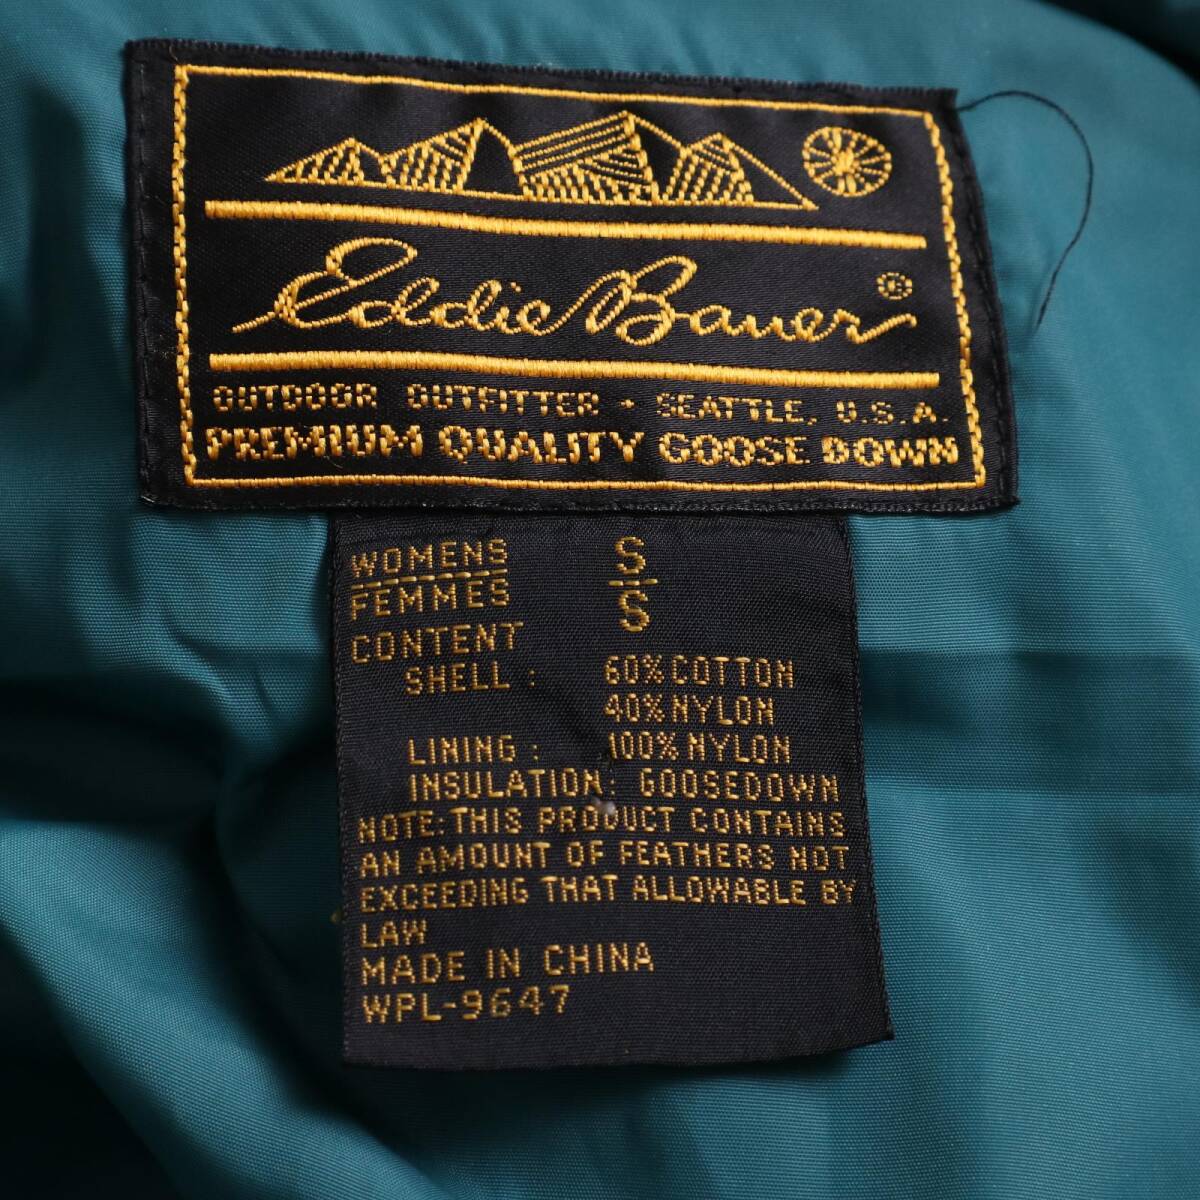 Eddie Bauer ®
OUTDOOR OUTFITTER · SEATTLE, U.S.A.
PREMIUM QUALITY GOOSE DOWN
WOMENS S
FEMMES S
CONTENT
SHELL : 60% COTTON
40% NYLON
LINING : 100% NYLON
INSULATION: GOOSEDOWN
NOTE: THIS PRODUCT CONTAINS
AN AMOUNT OF FEATHERS NOT
EXCEEDING THAT ALLOWABLE BY
LAW
MADE IN CHINA
WPL-9647